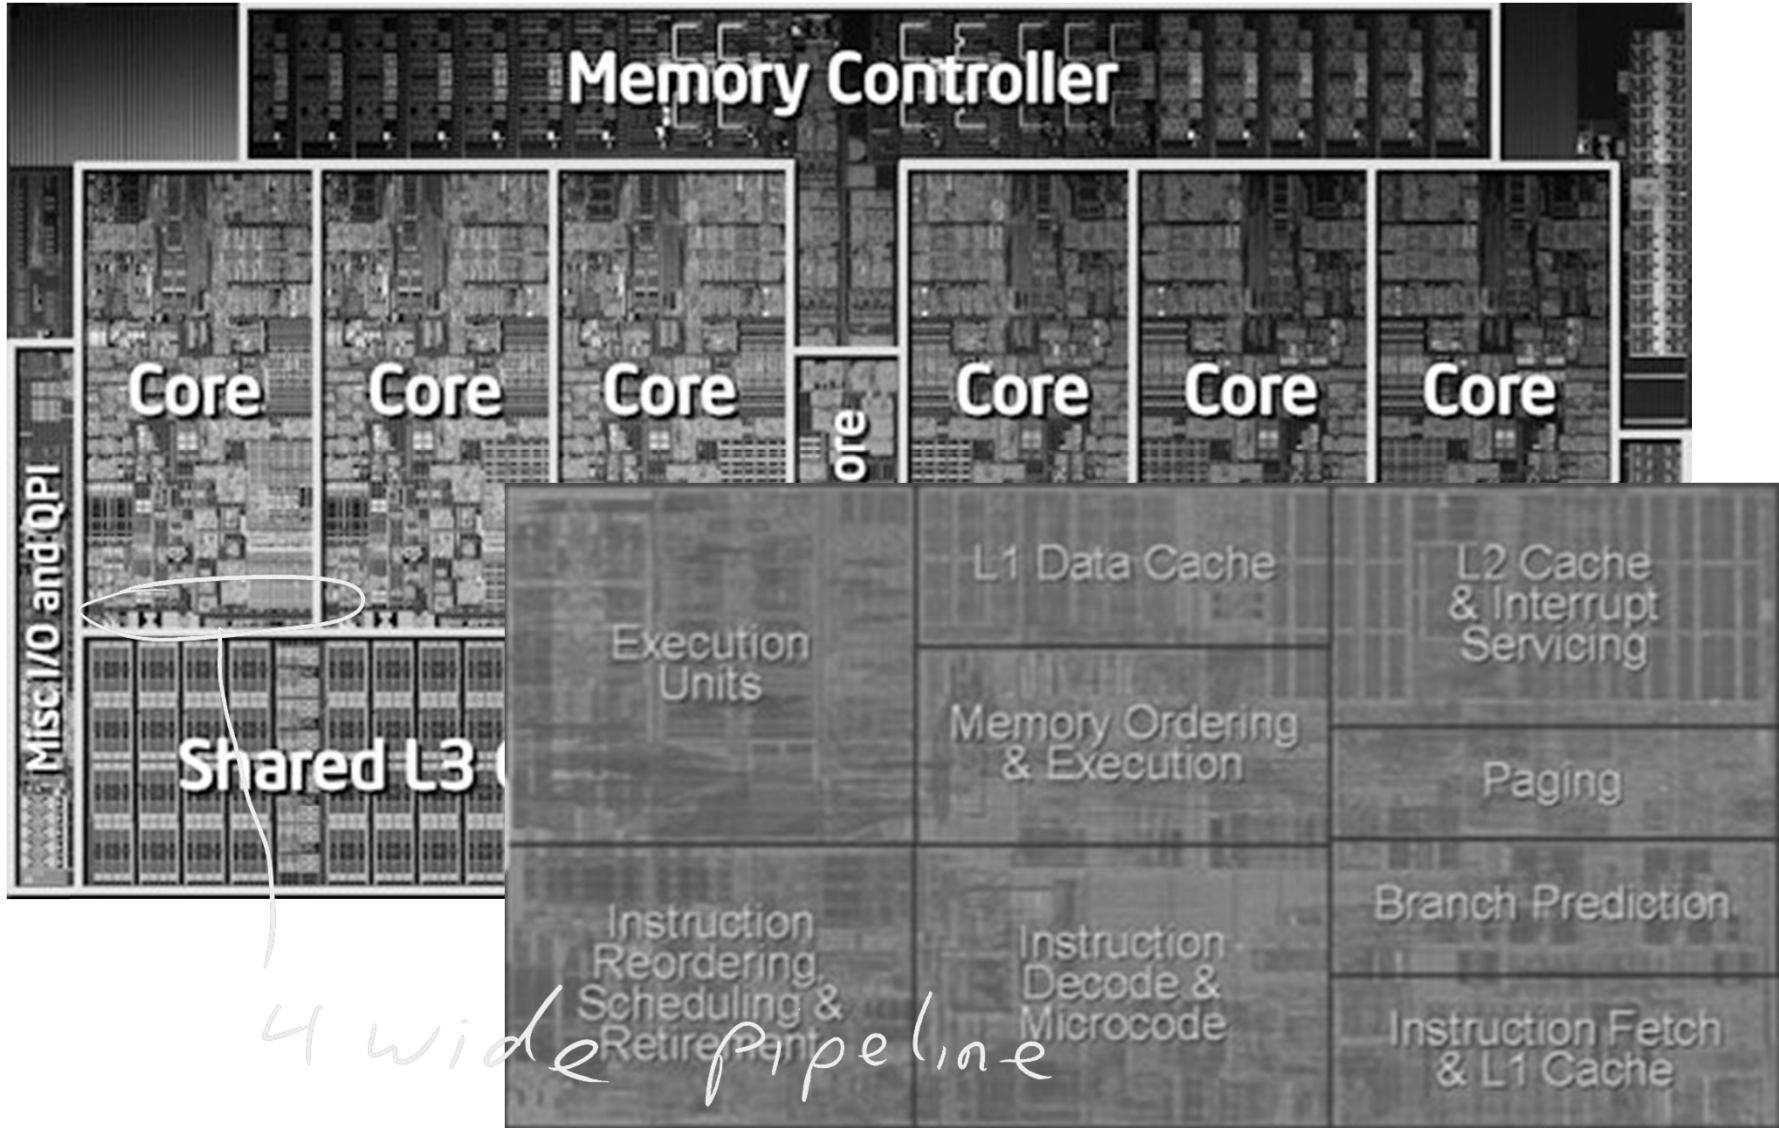 Memory Controller
Core
Core
Core
Core
Core
Core
ore
Misc I/O and QPI
Shared L3 C
Execution
Units
L1 Data Cache
L2 Cache
& Interrupt
Servicing
Memory Ordering
& Execution
Paging
Branch Prediction
Instruction
Reordering,
Scheduling &
Retirement
Instruction
Decode &
Microcode
Instruction Fetch
& L1 Cache
4 wide pipeline